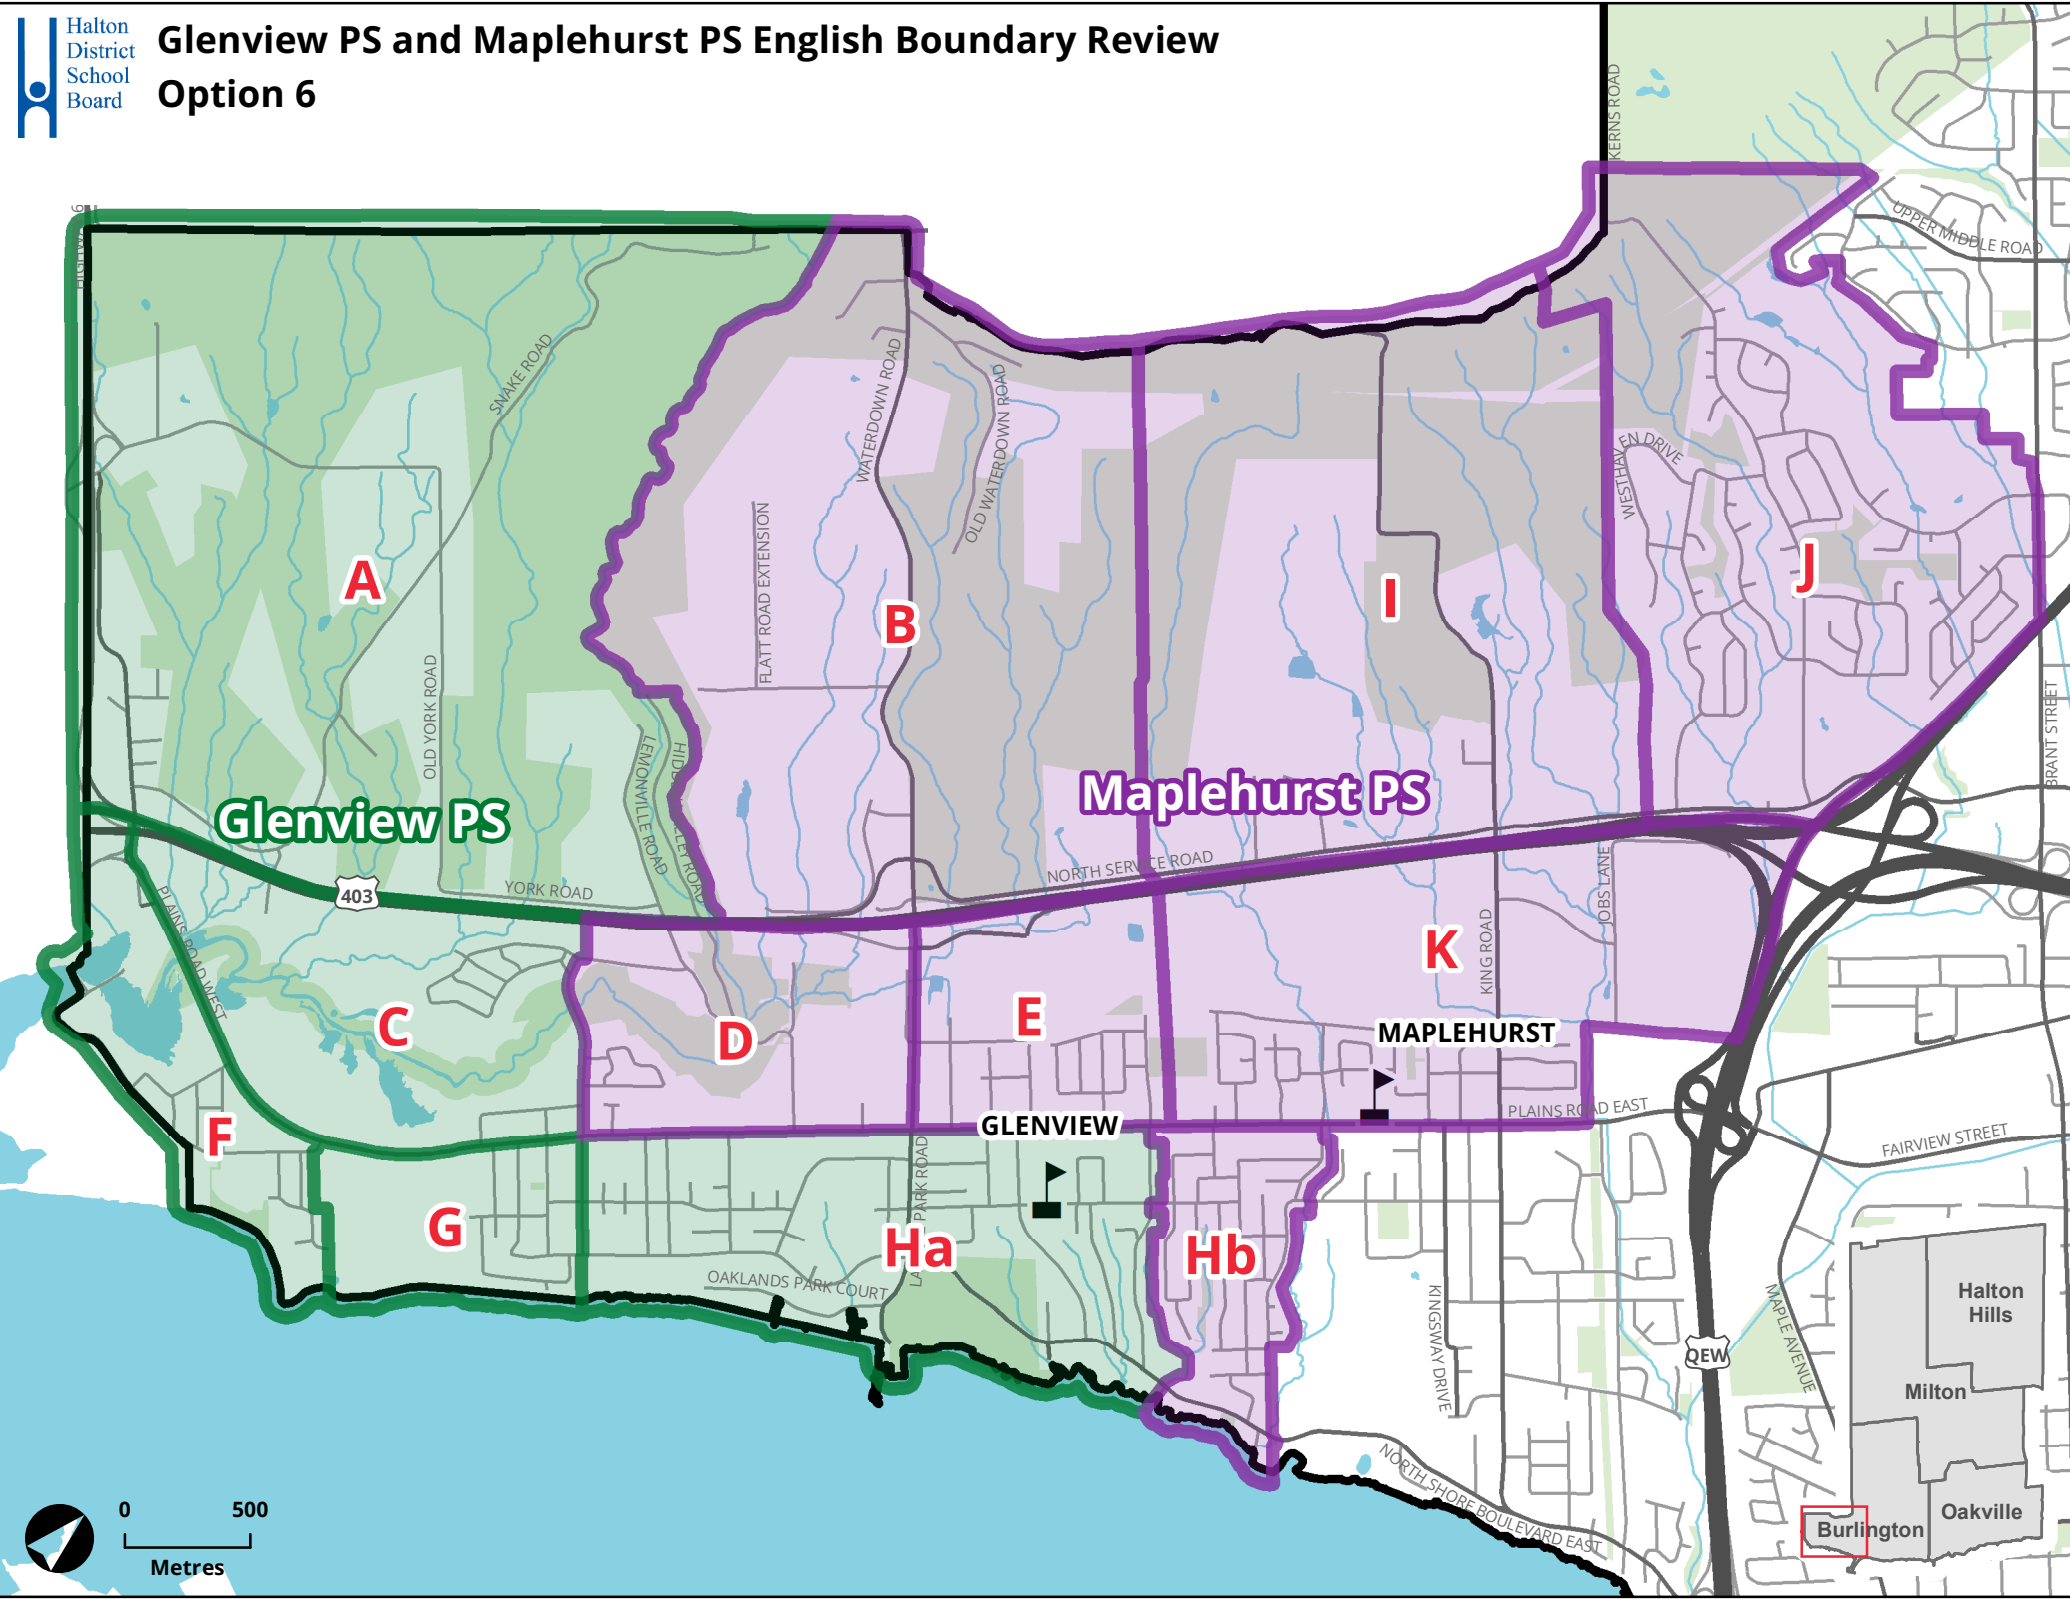 Halton
District
School
Board
Glenview PS and Maplehurst PS English Boundary Review
Option 6
KERNS ROAD
UPPER MIDDLE ROAD
SNAKE ROAD
WATERDOWN ROAD
OLD WATERDOWN ROAD
WESTHAVEN DRIVE
FLATT ROAD EXTENSION
A
B
I
J
OLD YORK ROAD
LEMONVILLE ROAD
BRANT STREET
Glenview PS
Maplehurst PS
403
YORK ROAD
NORTH SERVICE ROAD
PLAINS ROAD WEST
KING ROAD
K
C
D
E
MAPLEHURST
GLENVIEW
PLAINS ROAD EAST
FAIRVIEW STREET
F
G
Ha
Hb
PARK ROAD
OAKLANDS PARK COURT
KINGSWAY DRIVE
MAPLE AVENUE
QEW
NORTH SHORE BOULEVARD EAST
Halton
Hills
Milton
Oakville
Burlington
0 500
Metres